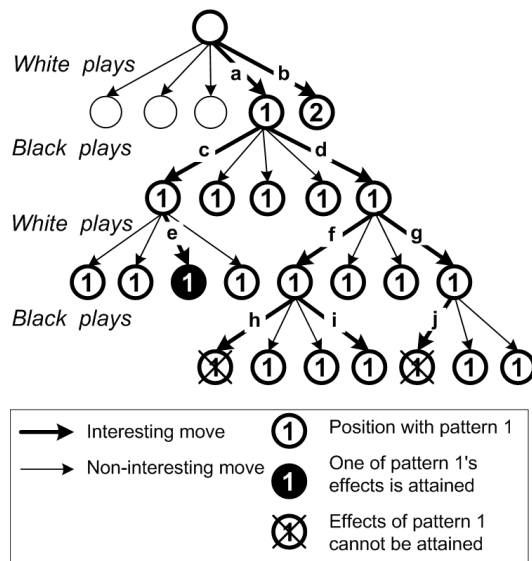 White plays
a b
1 2
Black plays
c d
1 1 1 1 1
White plays
e f g
1 1 1 1 1 1 1 1
Black plays
h i j
1 1 1 1 1 1 1
Interesting move
1 Position with pattern 1
Non-interesting move
1 One of pattern 1's
effects is attained
1 Effects of pattern 1
cannot be attained